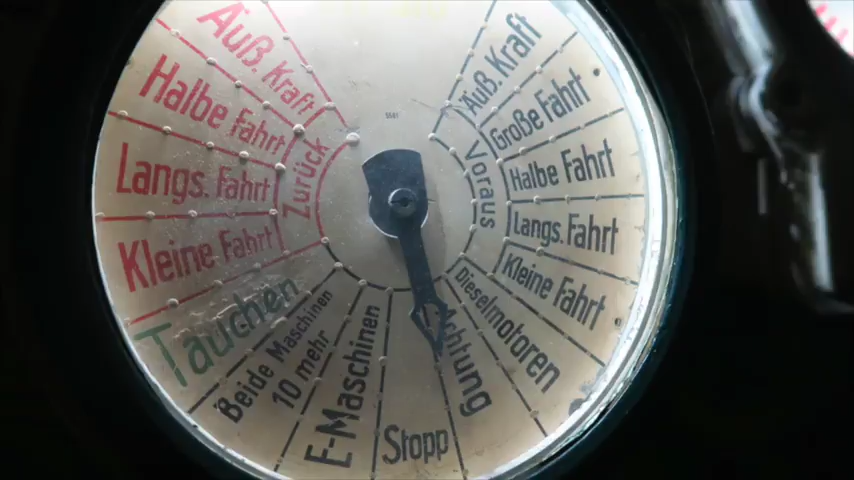 Äuß. Kraft
Halbe Fahrt
Langs. Fahrt
Kleine Fahrt
Zurück
Tauchen
Beide Maschinen
10 mehr
E-Maschinen
Stopp
Achtung
Dieselmotoren
Kleine Fahrt
Langs. Fahrt
Halbe Fahrt
Große Fahrt
Äuß. Kraft
Voraus